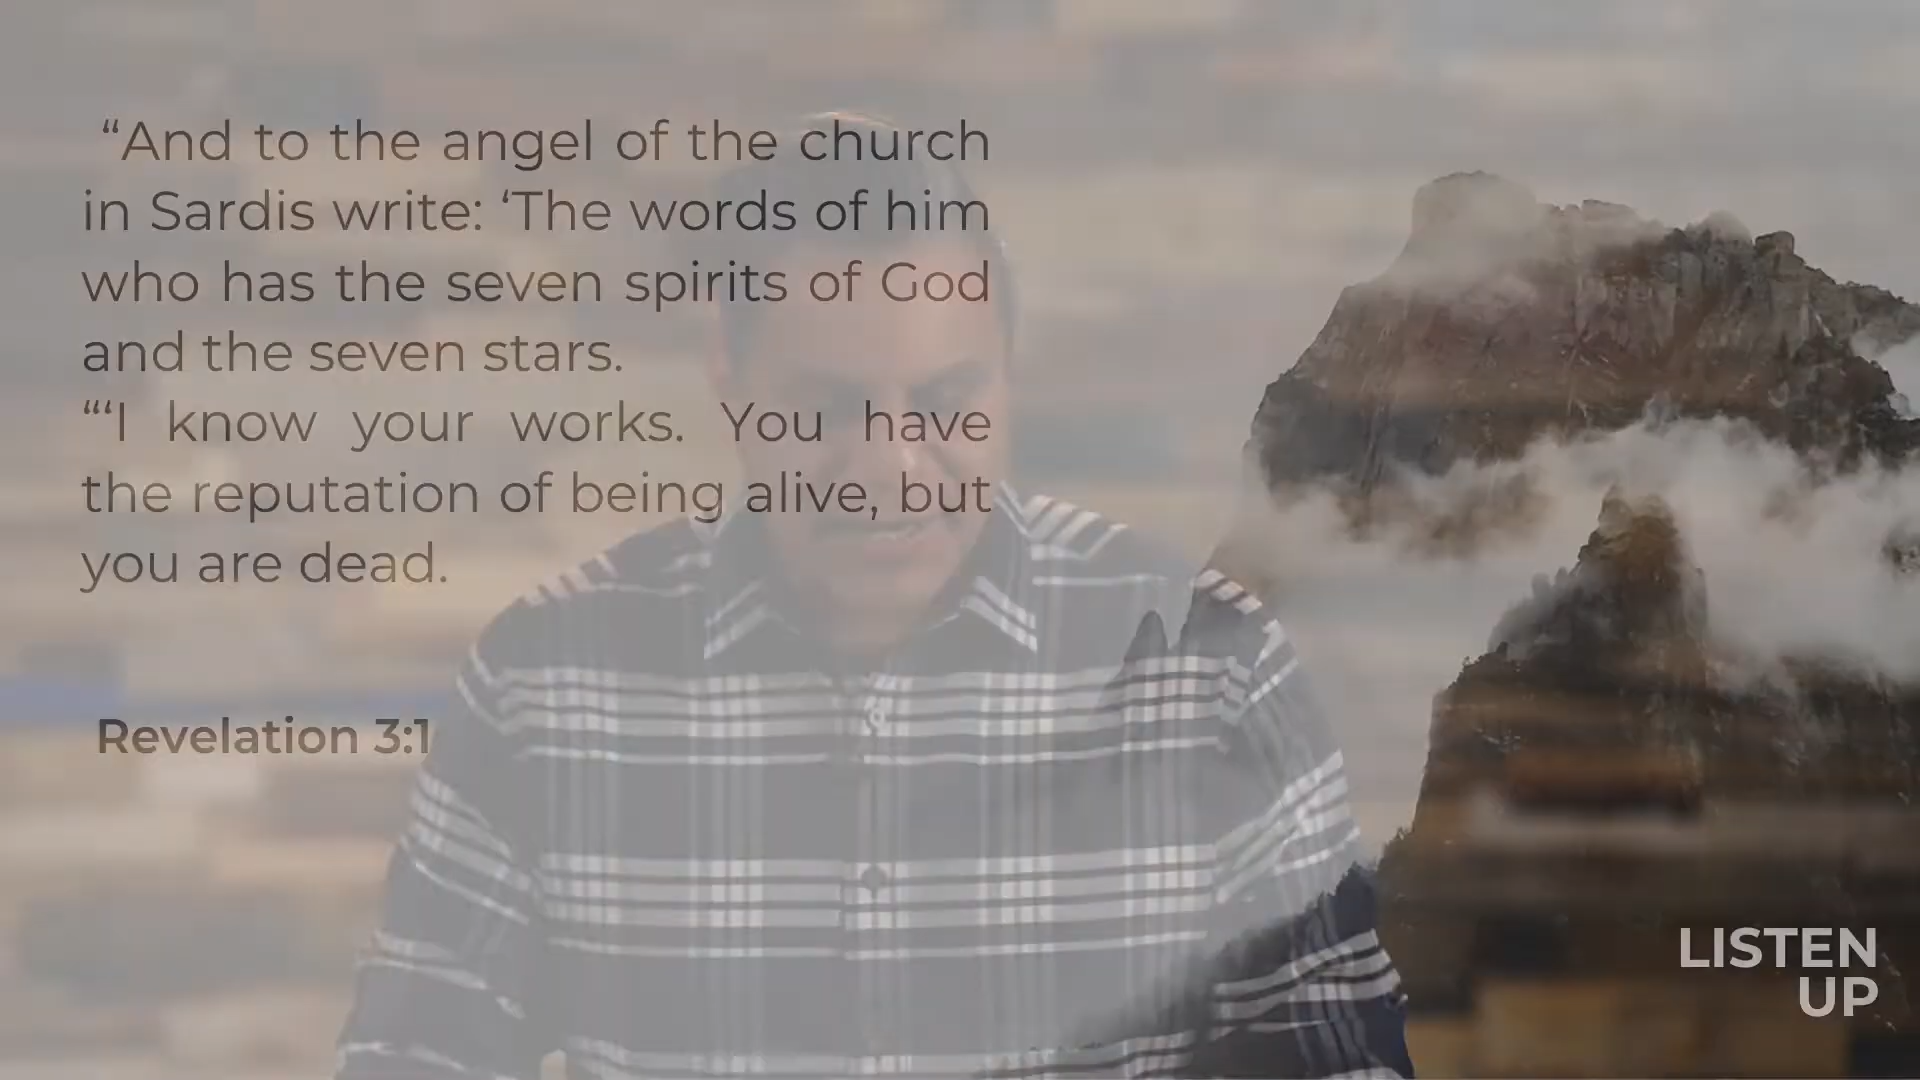 “And to the angel of the church
in Sardis write: ‘The words of him
who has the seven spirits of God
and the seven stars.
“‘I know your works. You have
the reputation of being alive, but
you are dead.
Revelation 3:1
LISTEN
UP